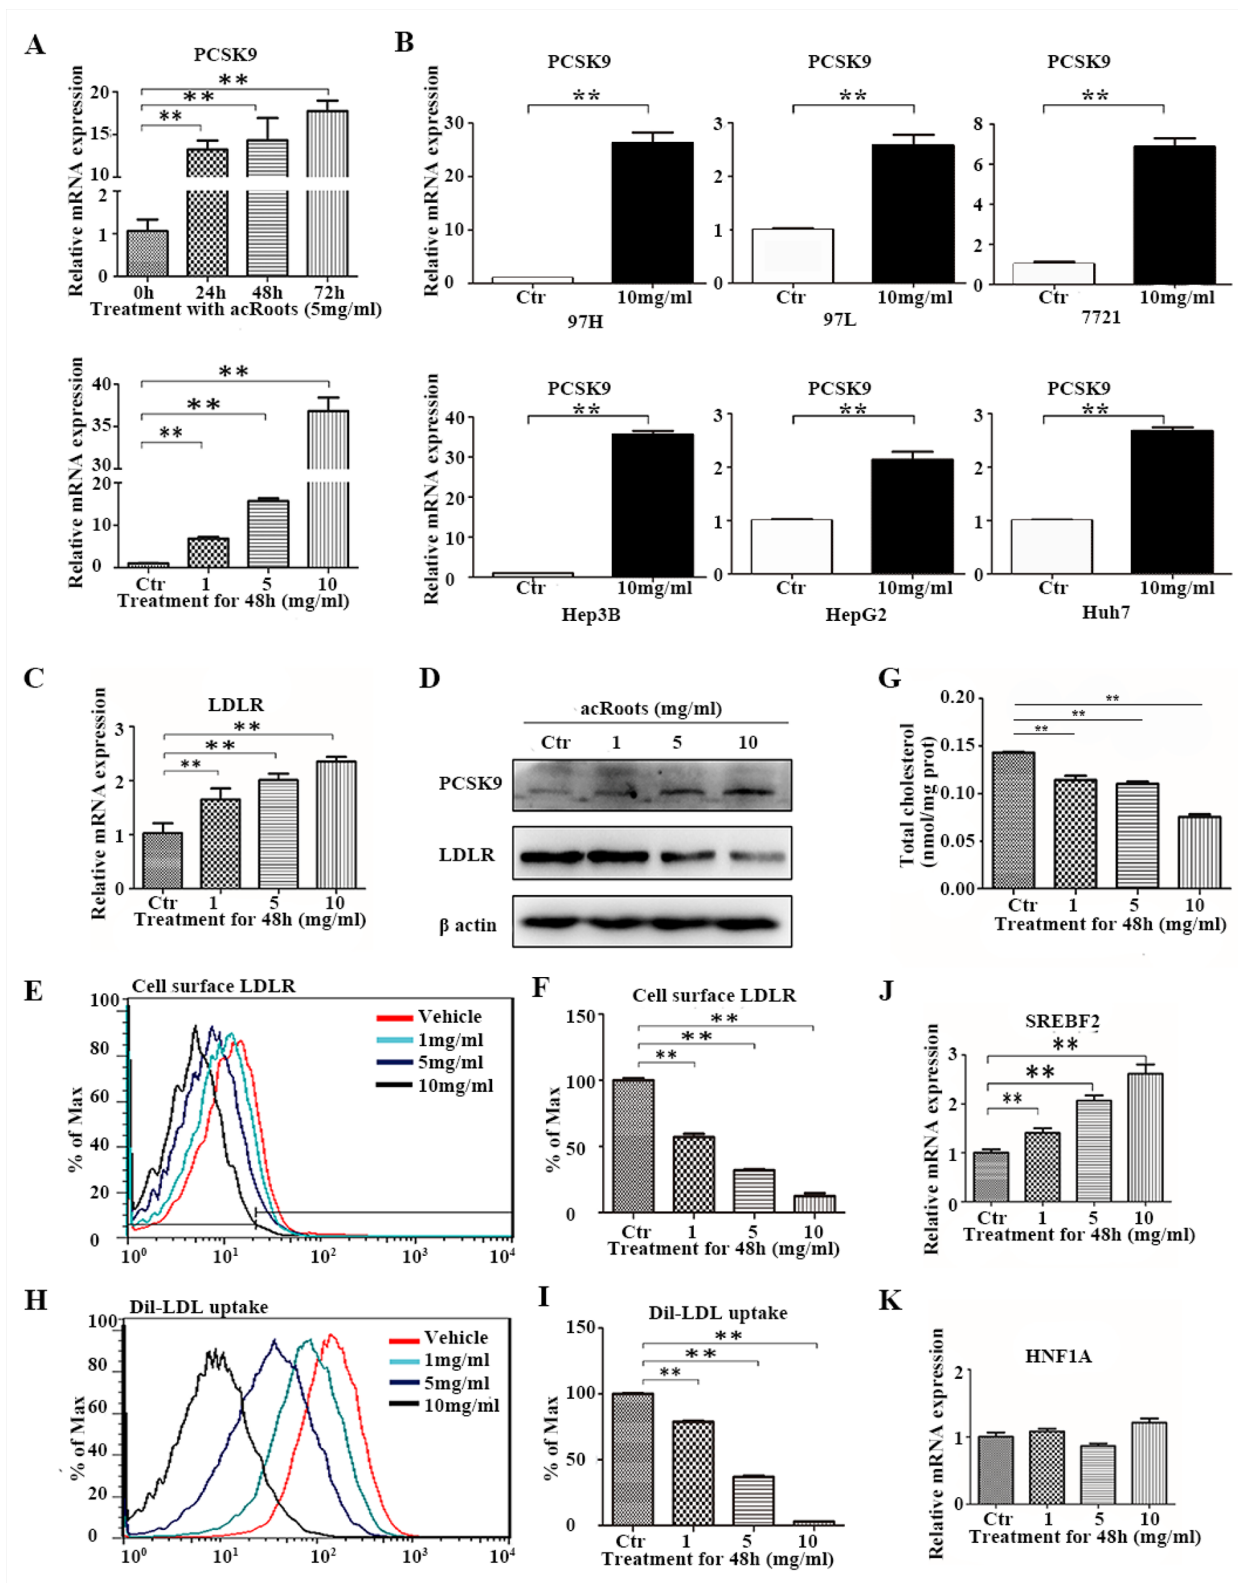 A
PCSK9
Relative mRNA expression
20
15
10
2
1
0
** ** **
0h 24h 48h 72h
Treatment with acRoots (5mg/ml)
Relative mRNA expression
40
35
30
20
10
0
** ** **
Ctr 1 5 10
Treatment for 48h (mg/ml)
B
PCSK9
Relative mRNA expression
30
20
10
0
**
Ctr 10mg/ml
97H
PCSK9
3
2
1
0
**
Ctr 10mg/ml
97L
PCSK9
8
6
4
2
0
**
Ctr 10mg/ml
7721
PCSK9
Relative mRNA expression
40
30
20
10
0
**
Ctr 10mg/ml
Hep3B
PCSK9
3
2
1
0
**
Ctr 10mg/ml
HepG2
PCSK9
3
2
1
0
**
Ctr 10mg/ml
Huh7
C
LDLR
Relative mRNA expression
3
2
1
0
** ** **
Ctr 1 5 10
Treatment for 48h (mg/ml)
D
acRoots (mg/ml)
Ctr 1 5 10
PCSK9
LDLR
β actin
G
Total cholesterol
(nmol/mg prot)
0.20
0.15
0.10
0.05
0.00
** ** **
Ctr 1 5 10
Treatment for 48h (mg/ml)
E
Cell surface LDLR
% of Max
100
80
60
40
20
0
Vehicle
1mg/ml
5mg/ml
10mg/ml
10⁰ 10¹ 10² 10³ 10⁴
F
Cell surface LDLR
% of Max
150
100
50
0
** ** **
Ctr 1 5 10
Treatment for 48h (mg/ml)
J
SREBF2
Relative mRNA expression
3
2
1
0
** ** **
Ctr 1 5 10
Treatment for 48h (mg/ml)
H
Dil-LDL uptake
% of Max
100
80
60
40
20
0
Vehicle
1mg/ml
5mg/ml
10mg/ml
10⁰ 10¹ 10² 10³ 10⁴
I
Dil-LDL uptake
% of Max
150
100
50
0
** ** **
Ctr 1 5 10
Treatment for 48h (mg/ml)
K
HNF1A
Relative mRNA expression
2
1
0
Ctr 1 5 10
Treatment for 48h (mg/ml)